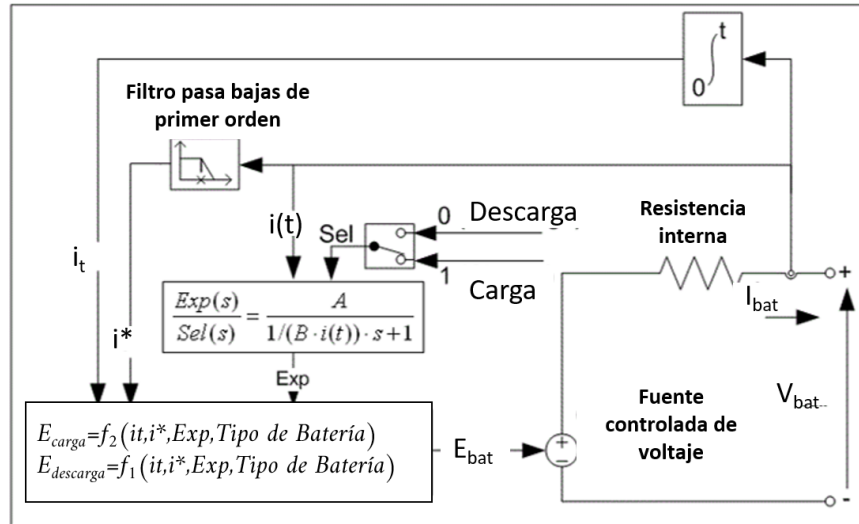 t
∫
0
Filtro pasa bajas de
primer orden
i(t)
Sel
0
Descarga
1
Carga
Resistencia
interna
+
I_bat
i_t
i*
Exp(s)/Sel(s) = A/(1/(B·i(t))·s+1)
Exp
E_carga=f_2(it,i*,Exp,Tipo de Batería)
E_descarga=f_1(it,i*,Exp,Tipo de Batería)
E_bat
+
−
Fuente
controlada de
voltaje
V_bat
-